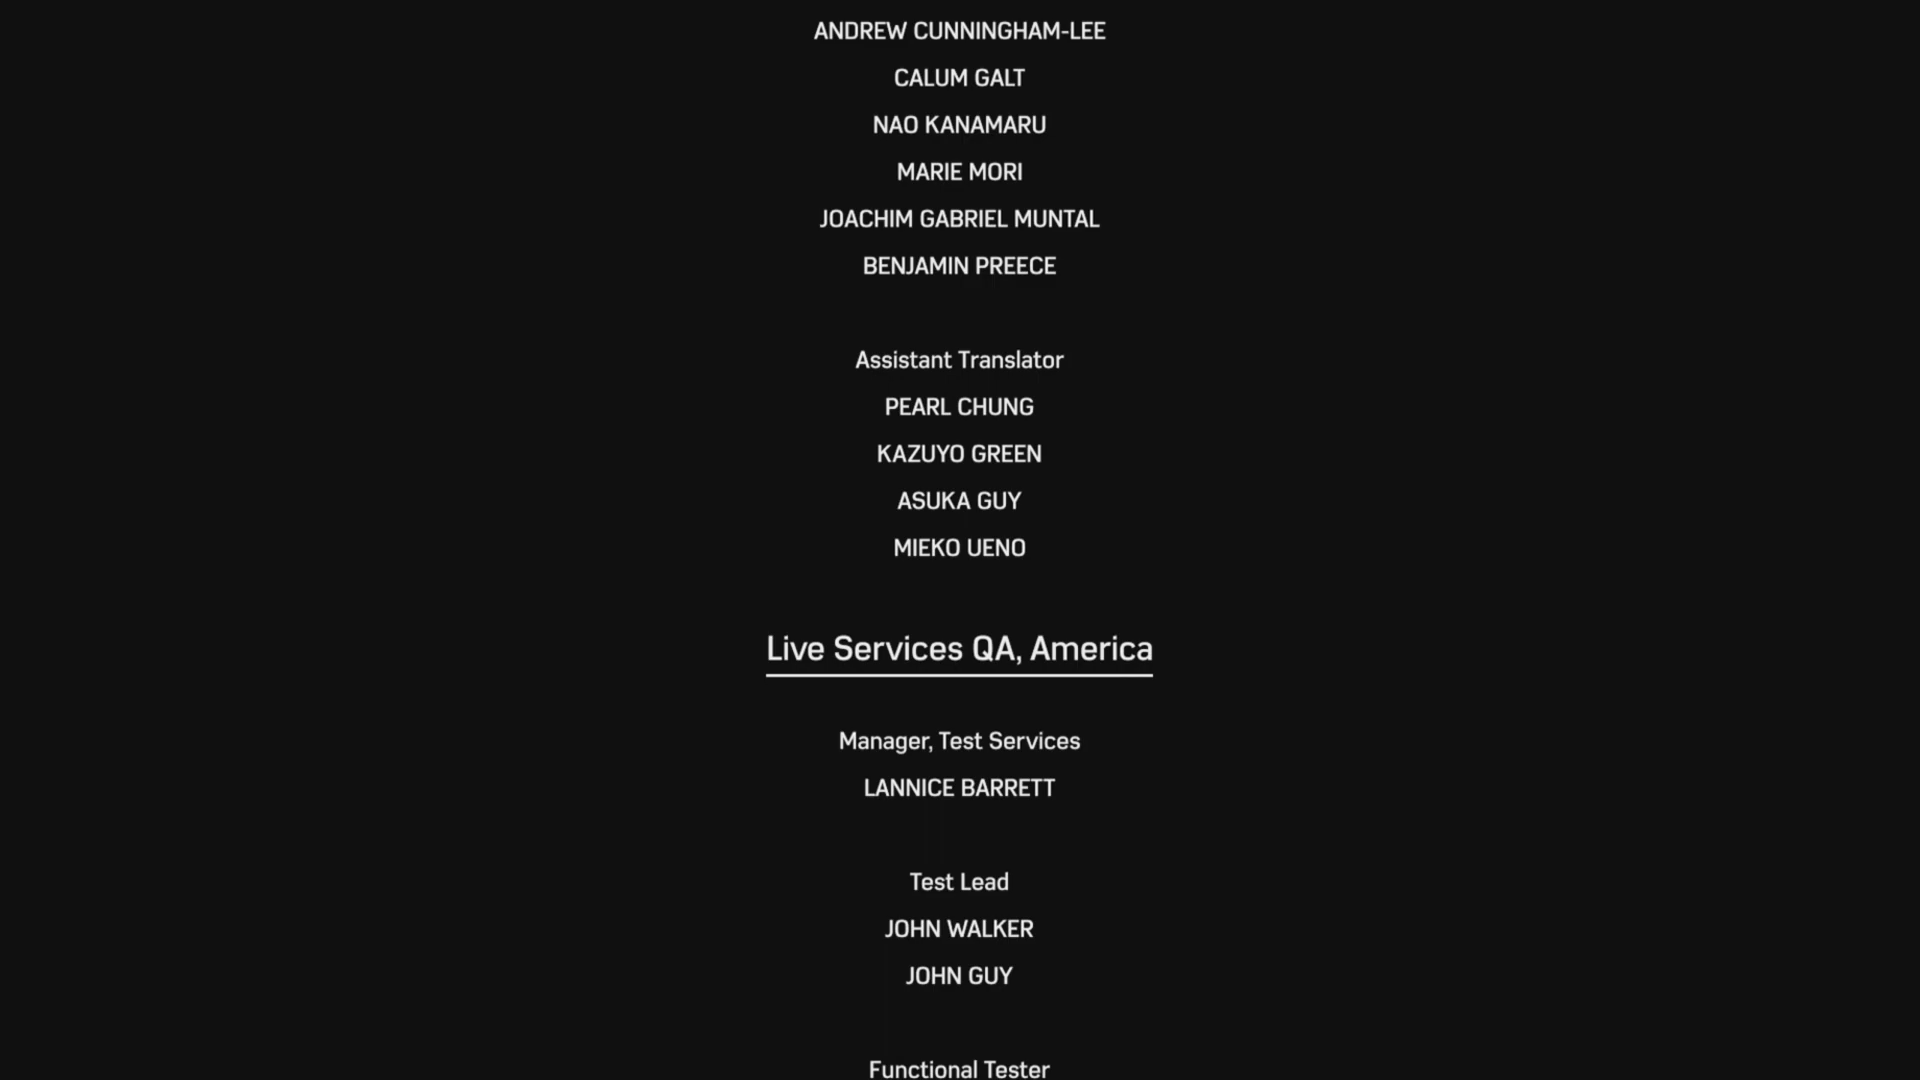 ANDREW CUNNINGHAM-LEE
CALUM GALT
NAO KANAMARU
MARIE MORI
JOACHIM GABRIEL MUNTAL
BENJAMIN PREECE
Assistant Translator
PEARL CHUNG
KAZUYO GREEN
ASUKA GUY
MIEKO UENO
Live Services QA, America
Manager, Test Services
LANNICE BARRETT
Test Lead
JOHN WALKER
JOHN GUY
Functional Tester